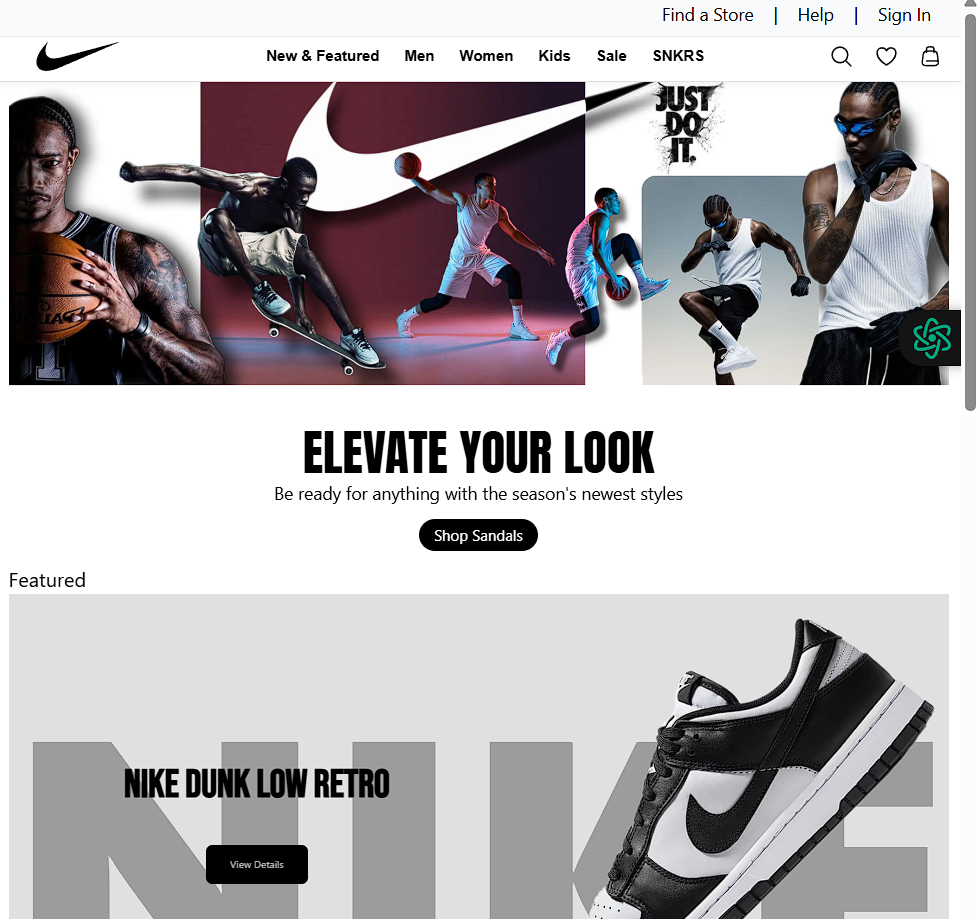 Find a Store | Help | Sign In
New & Featured Men Women Kids Sale SNKRS
JUST
DO
IT.
ELEVATE YOUR LOOK
Be ready for anything with the season's newest styles
Shop Sandals
Featured
NIKE
NIKE DUNK LOW RETRO
View Details